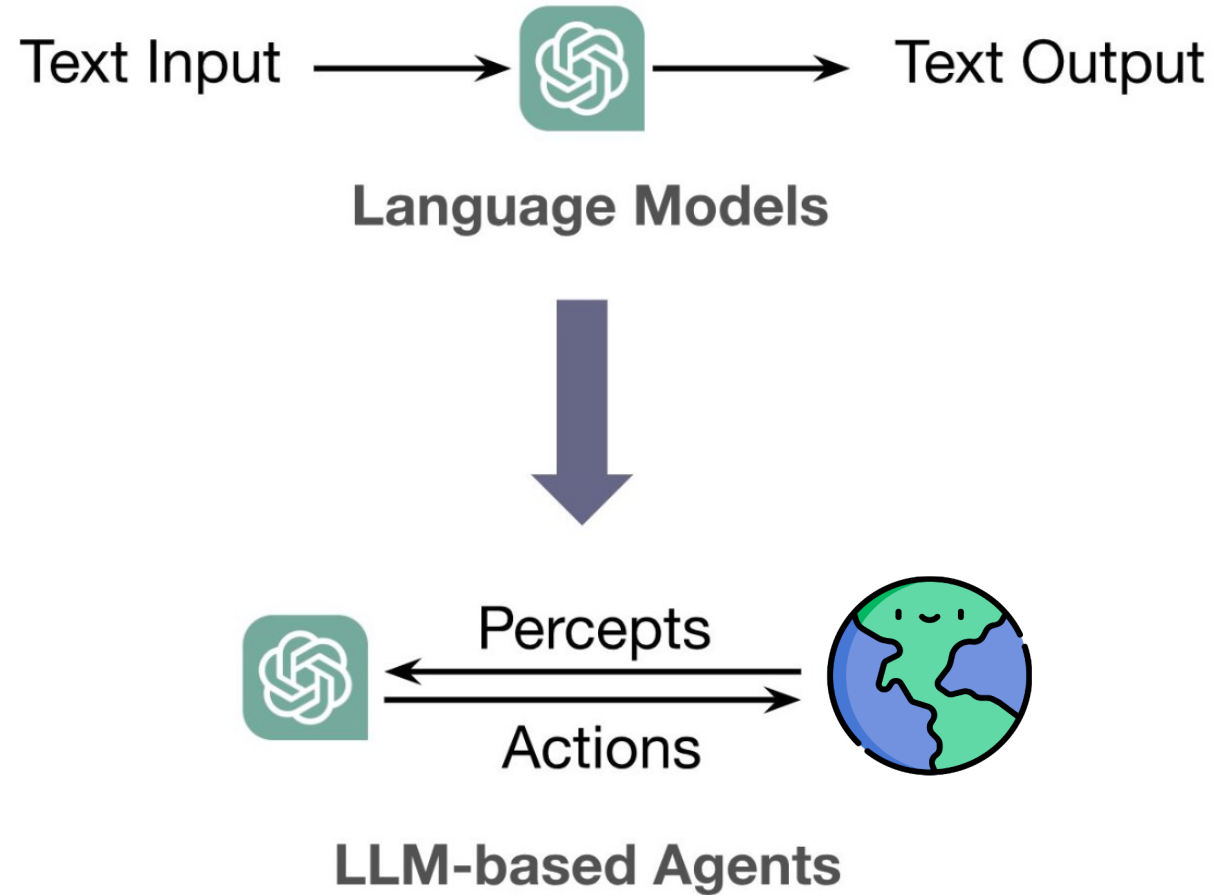 Text Input
Text Output
Language Models
Percepts
Actions
LLM-based Agents